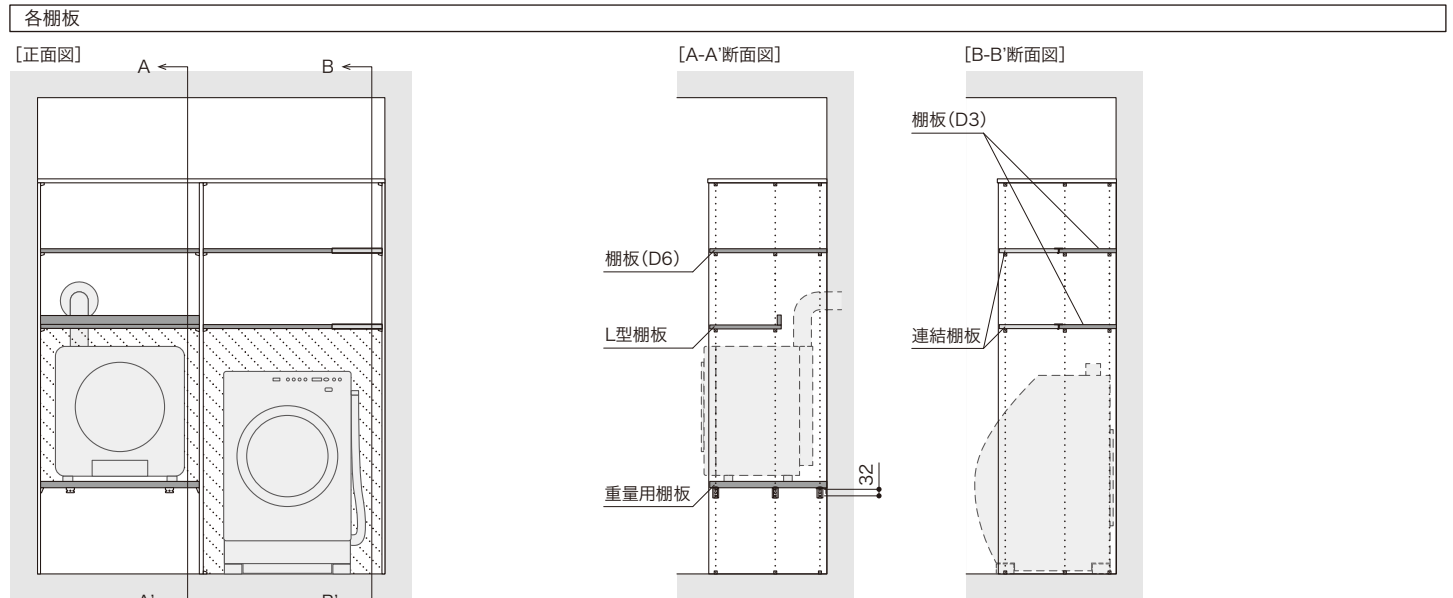 各棚板
[正面図]
A
B
[A-A'断面図]
[B-B'断面図]
棚板(D3)
棚板(D6)
L型棚板
連結棚板
重量用棚板
32
A'
B'